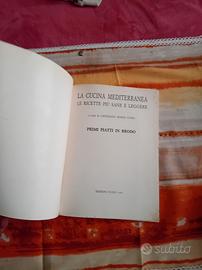 LA CUCINA MEDITERRANEA
LE RICETTE PIÙ SANE E LEGGERE
PRIMI PIATTI IN BRODO
subito